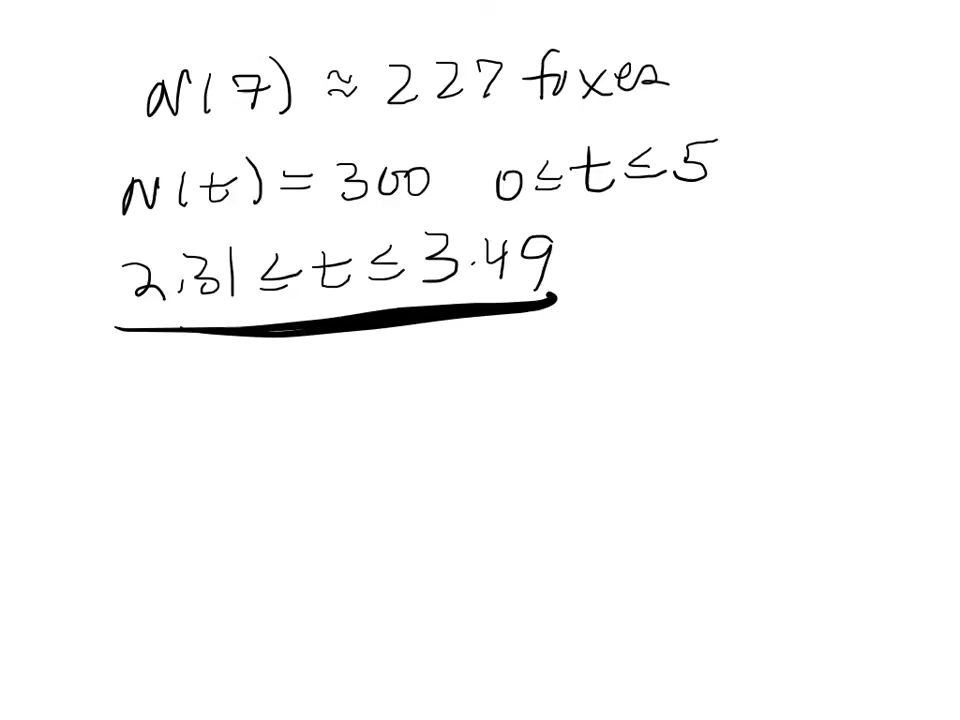 N(7) ≈ 227 foxes
N(t) = 300 0 ≤ t ≤ 5
2.31 ≤ t ≤ 3.49